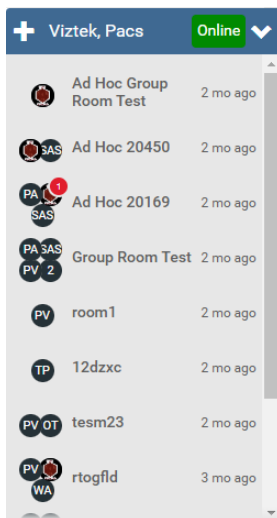 Viztek, Pacs Online
Ad Hoc Group
Room Test
2 mo ago
SAS Ad Hoc 20450 2 mo ago
PA 1
SAS
Ad Hoc 20169 2 mo ago
PA SAS
PV 2
Group Room Test 2 mo ago
PV room1 2 mo ago
TP 12dzxc 2 mo ago
PV OT tesm23 2 mo ago
PV
WA
rtogfld 3 mo ago